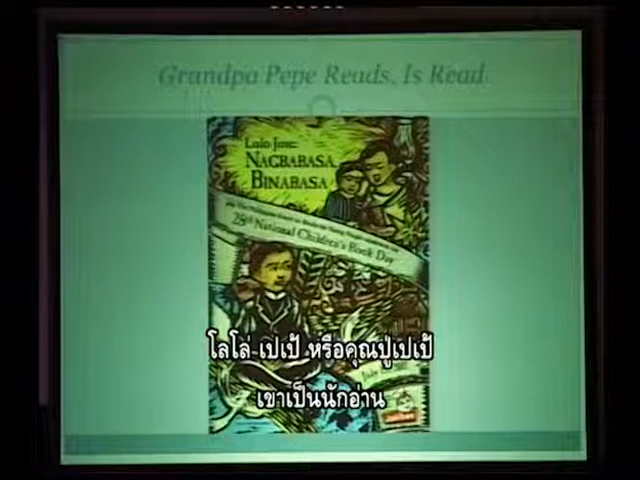 Grandpa Pepe Reads, Is Read
Lolo Jose:
NAGBABASA,
BINABASA
28th National Children's Book Day
โลโล่ เปเป้ หรือคุณปู่เปเป้
เขาเป็นนักอ่าน